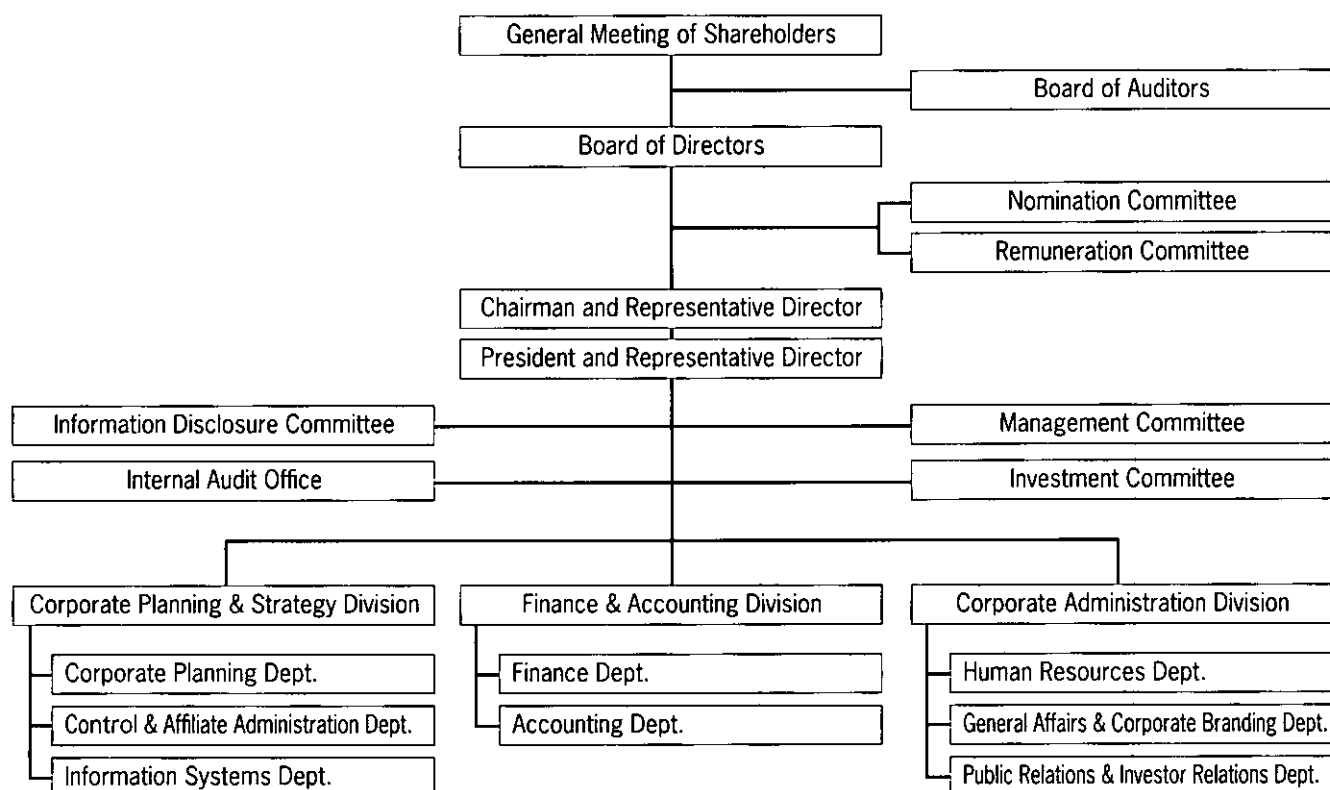 General Meeting of Shareholders
Board of Auditors
Board of Directors
Nomination Committee
Remuneration Committee
Chairman and Representative Director
President and Representative Director
Information Disclosure Committee
Management Committee
Internal Audit Office
Investment Committee
Corporate Planning & Strategy Division
Finance & Accounting Division
Corporate Administration Division
Corporate Planning Dept.
Finance Dept.
Human Resources Dept.
Control & Affiliate Administration Dept.
Accounting Dept.
General Affairs & Corporate Branding Dept.
Information Systems Dept.
Public Relations & Investor Relations Dept.